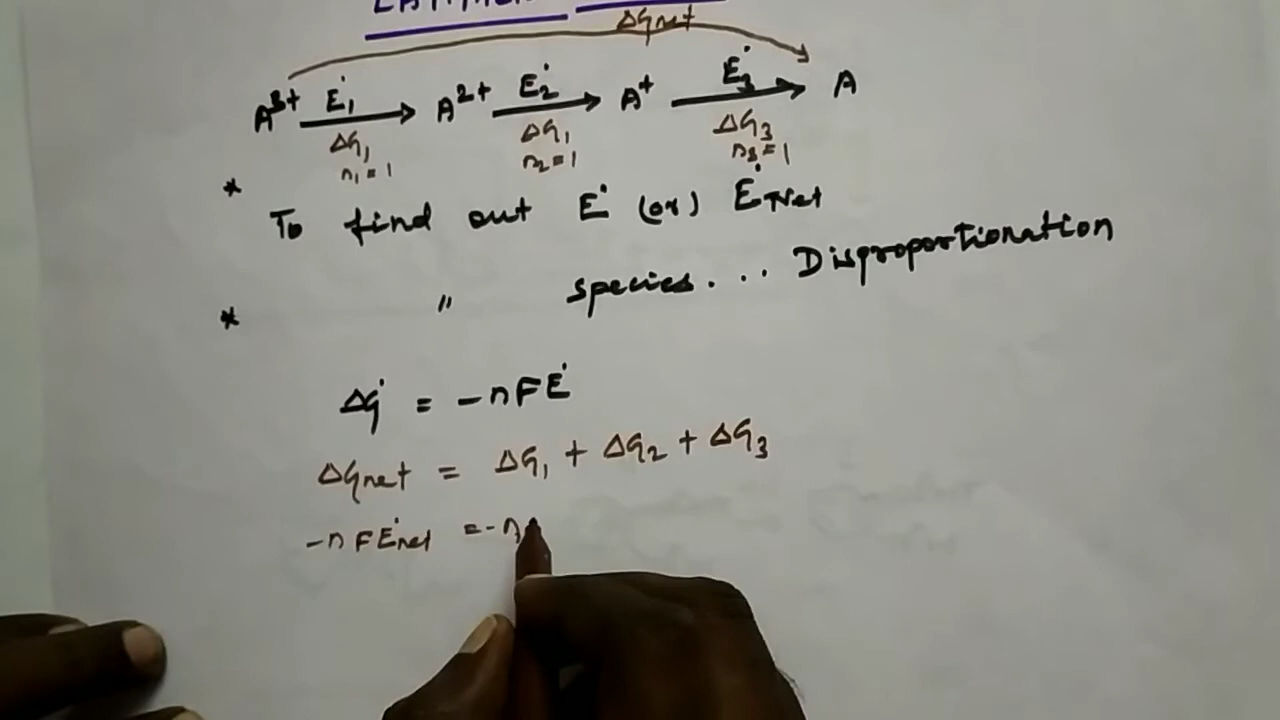 ΔGnet
A3+ E°1 → A2+ E°2 → A+ E°3 → A
ΔG1 ΔG1 ΔG3
n1=1 n2=1 n3=1
* To find out E° (or) E°Net
* " species... Disproportionation
ΔG° = -nFE°
ΔGnet = ΔG1 + ΔG2 + ΔG3
-nFE°net = -n